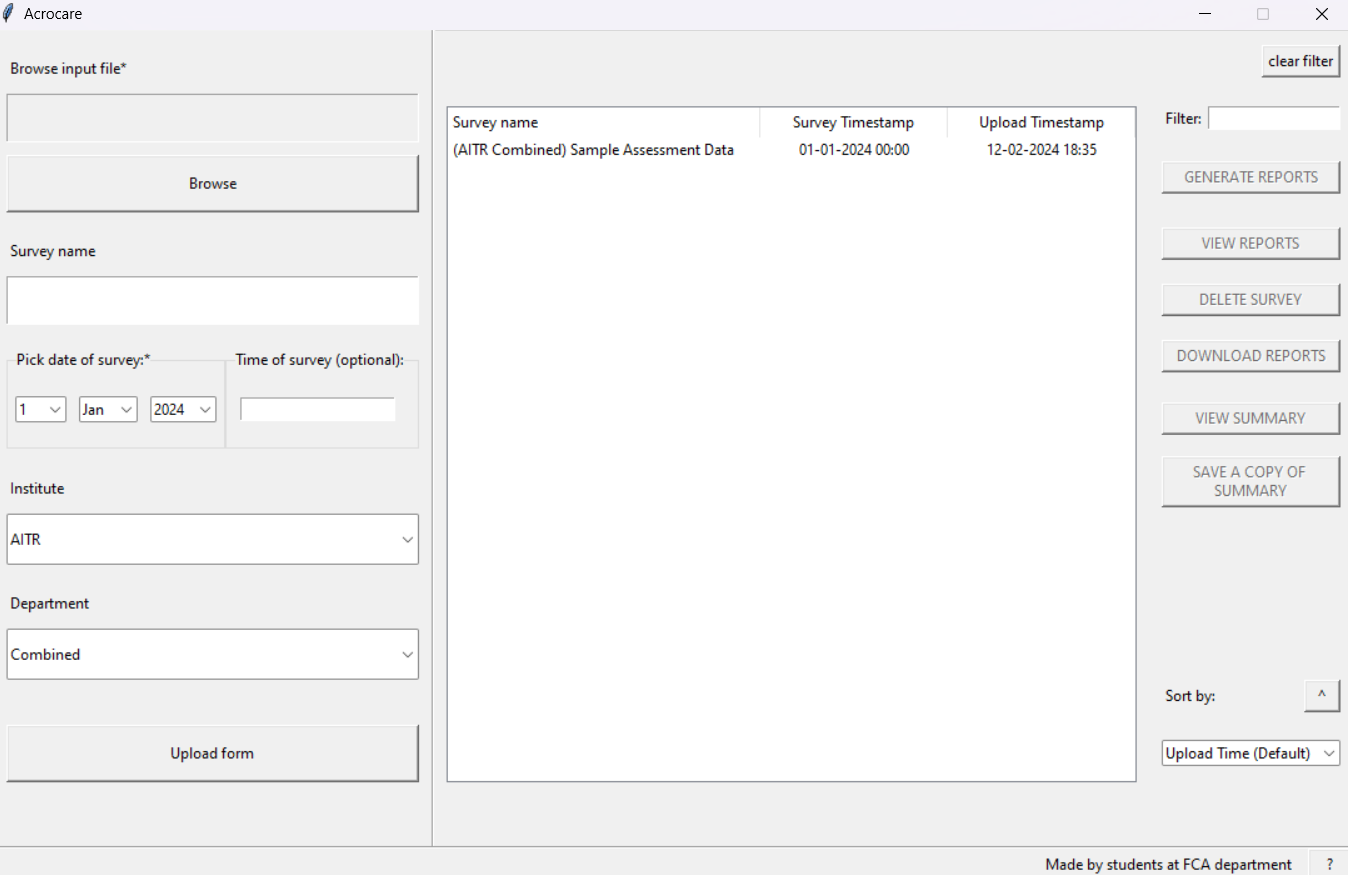 Acrocare
Browse input file*
Browse
Survey name
Pick date of survey:*
Time of survey (optional):
1 Jan 2024
Institute
AITR
Department
Combined
Upload form
Survey name Survey Timestamp Upload Timestamp
(AITR Combined) Sample Assessment Data 01-01-2024 00:00 12-02-2024 18:35
clear filter
Filter:
GENERATE REPORTS
VIEW REPORTS
DELETE SURVEY
DOWNLOAD REPORTS
VIEW SUMMARY
SAVE A COPY OF
SUMMARY
Sort by: ^
Upload Time (Default)
Made by students at FCA department ?